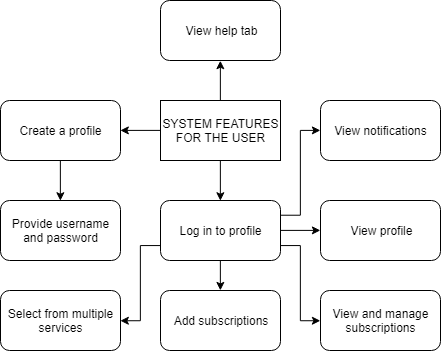 View help tab
Create a profile
SYSTEM FEATURES
FOR THE USER
View notifications
Provide username
and password
Log in to profile
View profile
Select from multiple
services
Add subscriptions
View and manage
subscriptions